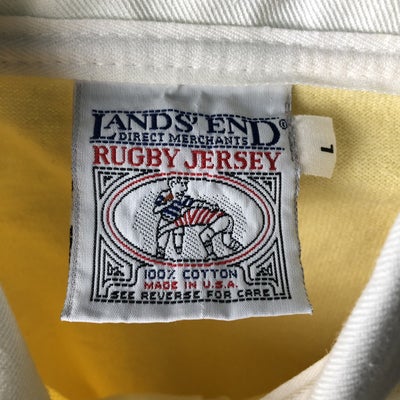 LANDS' END®
DIRECT MERCHANTS
RUGBY JERSEY
100% COTTON
MADE IN U.S.A.
SEE REVERSE FOR CARE
L